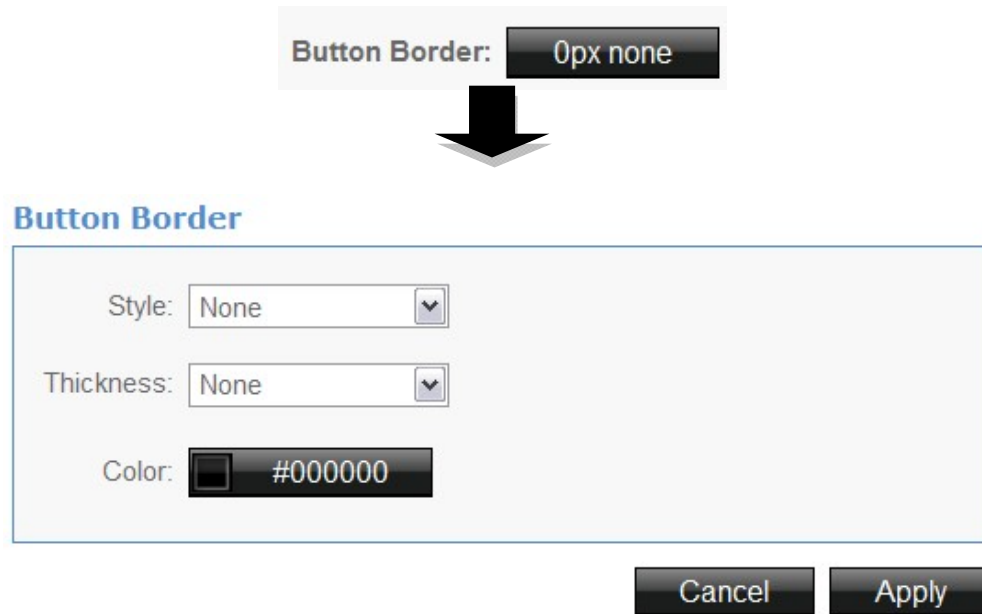 Button Border: 0px none
Button Border
Style: None
Thickness: None
Color: #000000
Cancel Apply